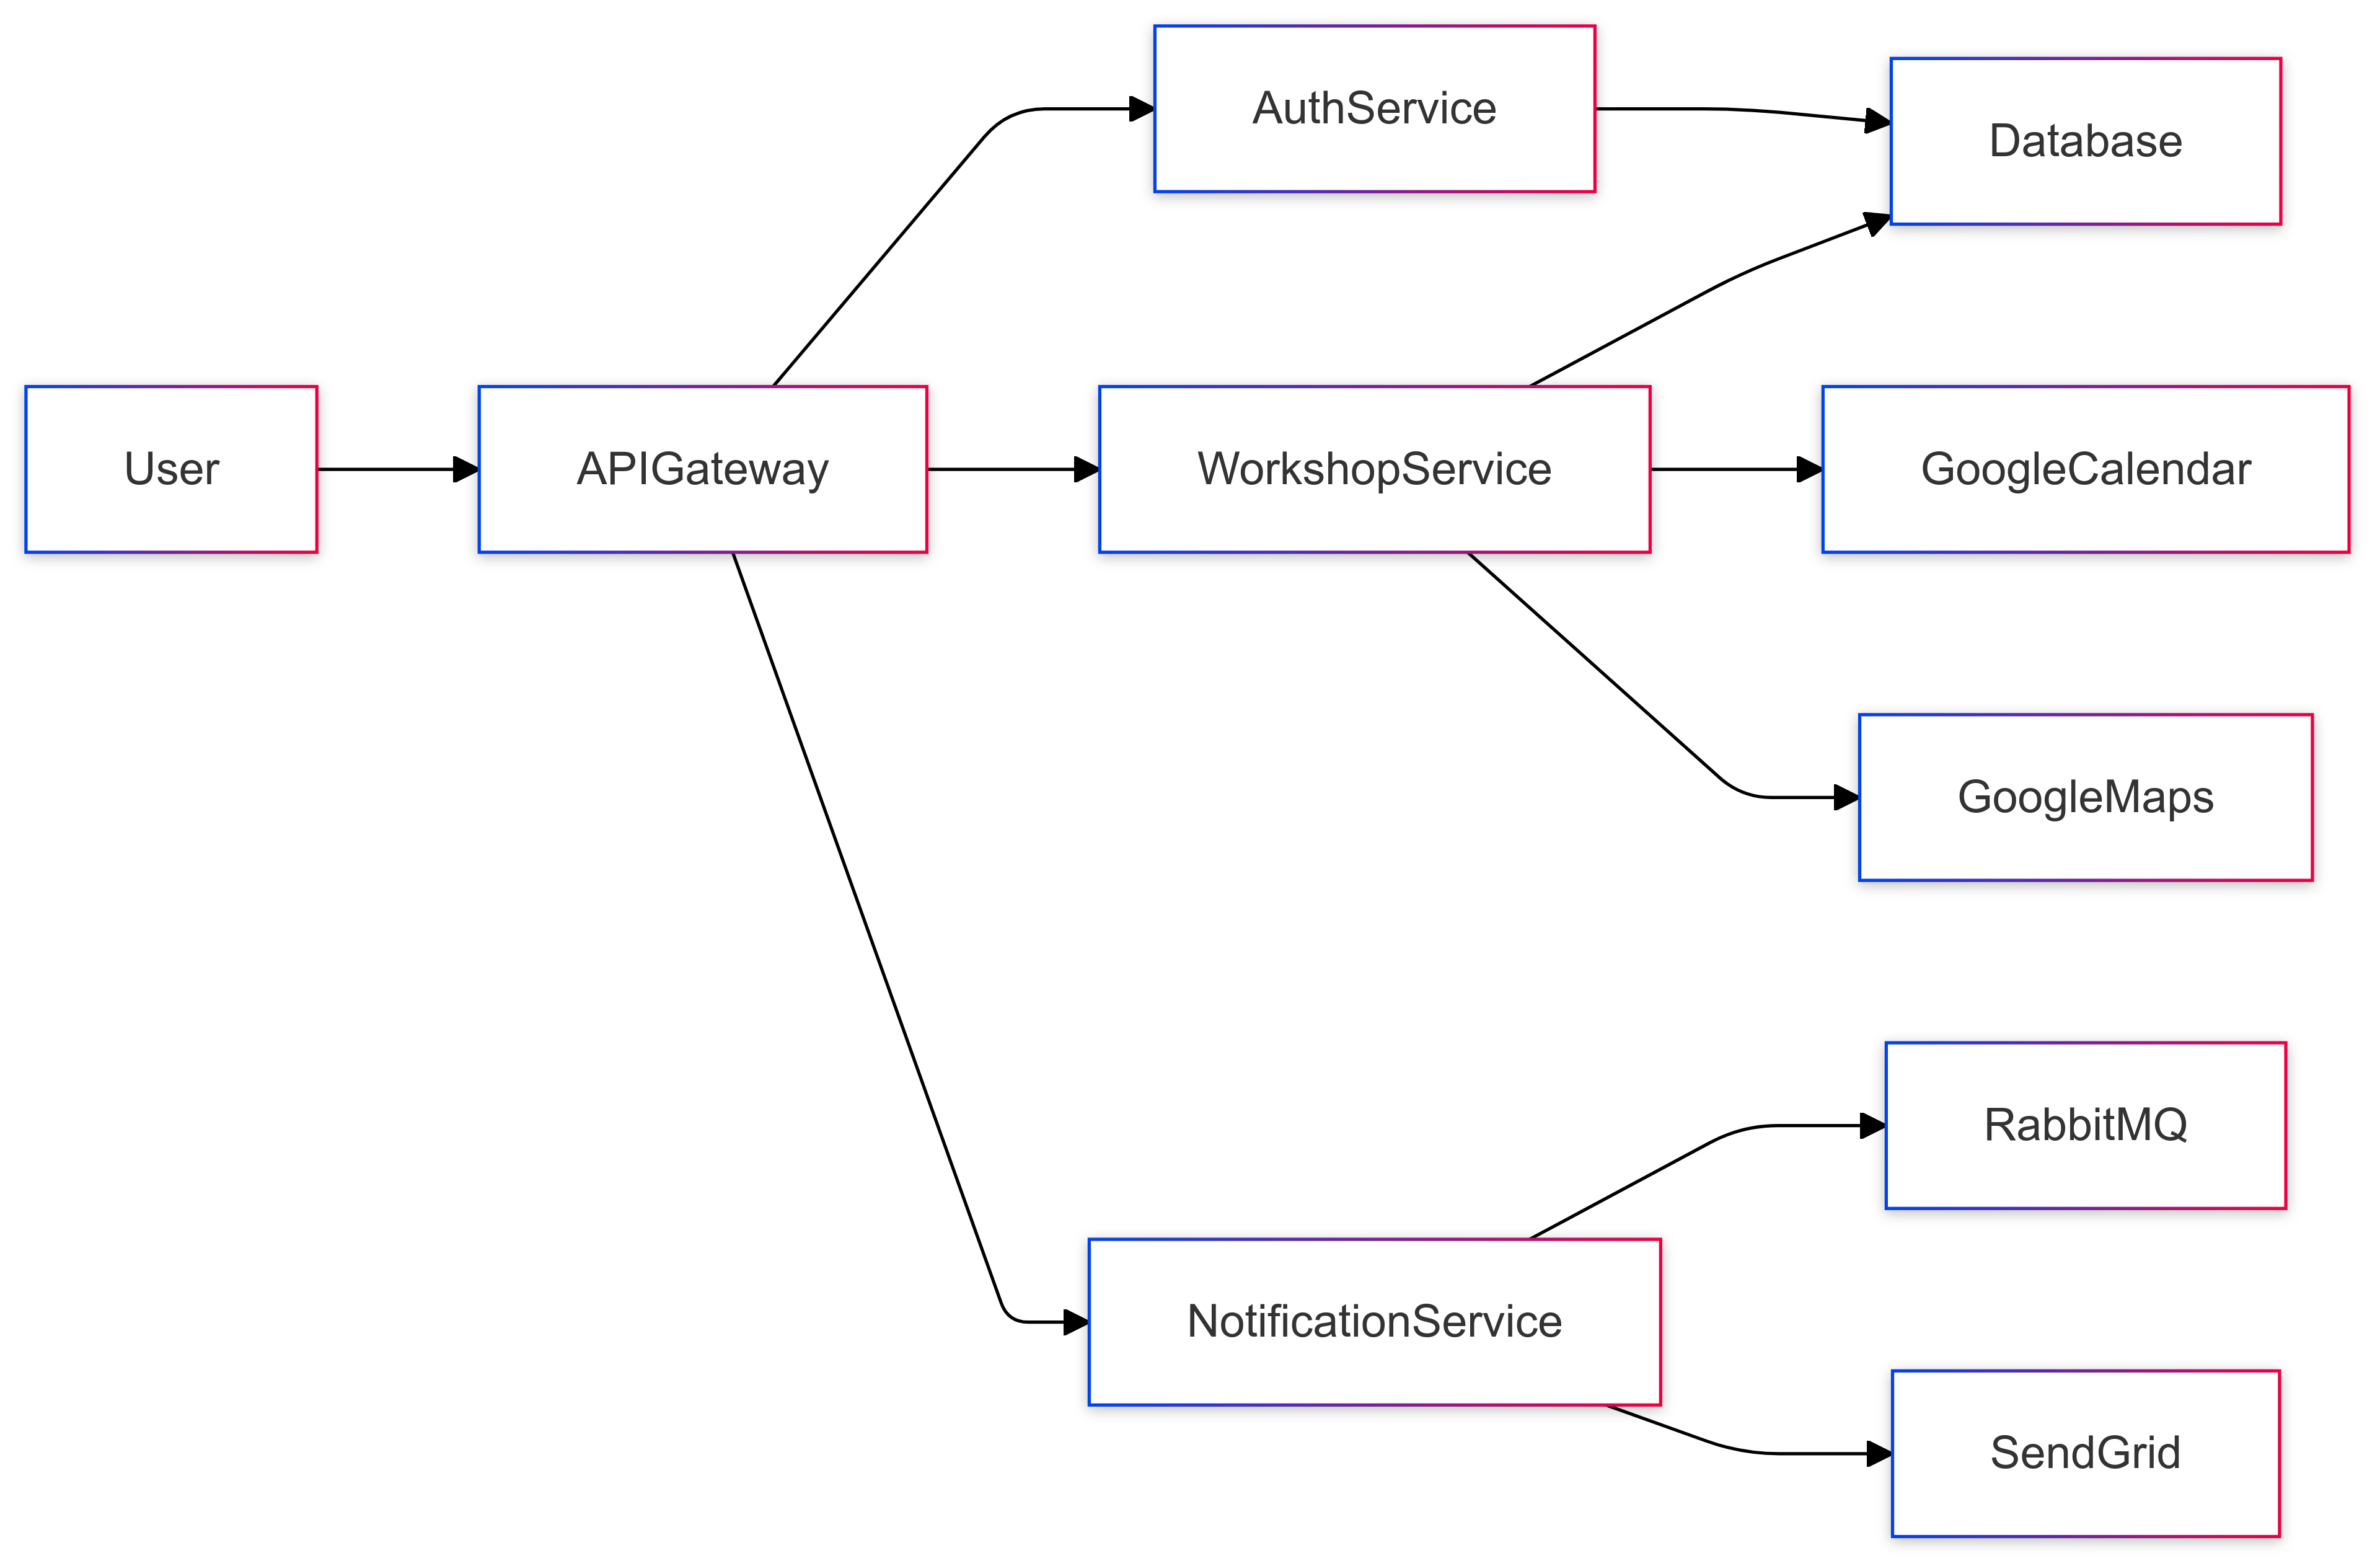 AuthService
Database
User
APIGateway
WorkshopService
GoogleCalendar
GoogleMaps
RabbitMQ
NotificationService
SendGrid